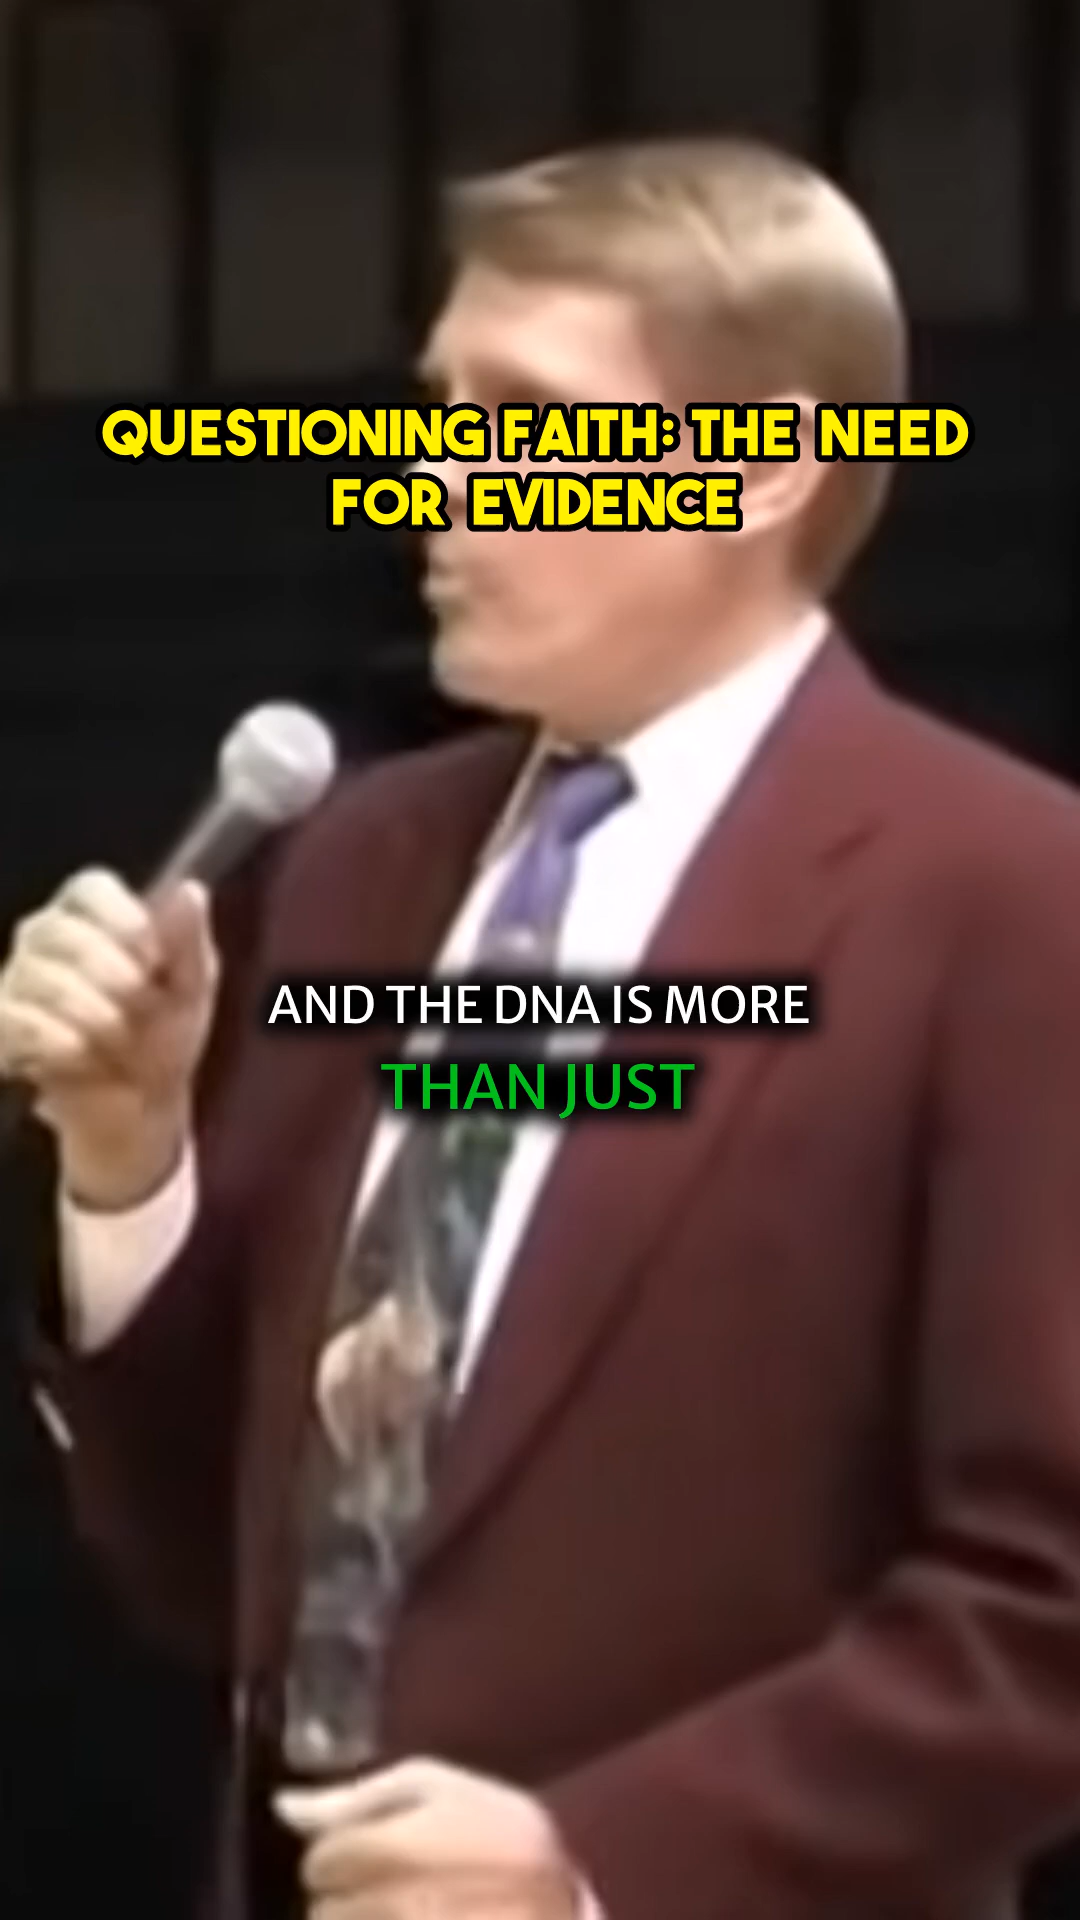 QUESTIONING FAITH: THE NEED
FOR EVIDENCE
AND THE DNA IS MORE
THAN JUST